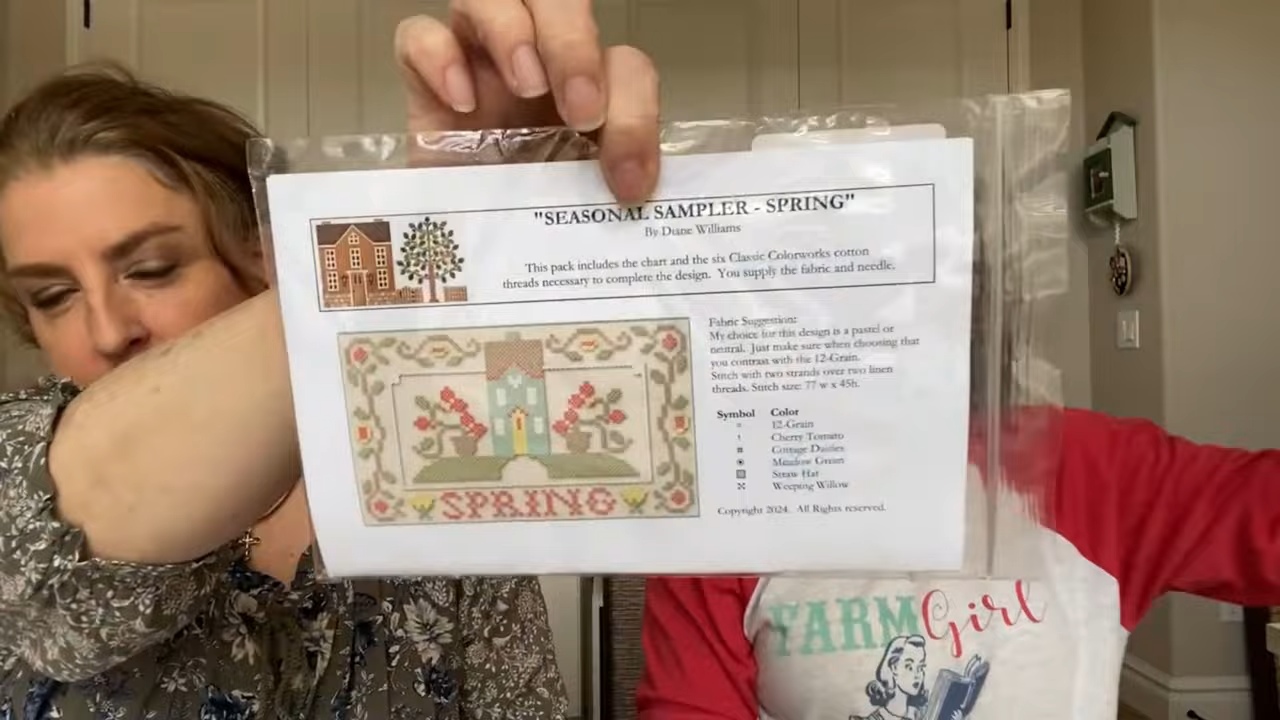 "SEASONAL SAMPLER - SPRING"
By Diane Williams
This pack includes the chart and the six Classic Colorworks cotton
threads necessary to complete the design. You supply the fabric and needle.
Fabric Suggestion:
My choice for this design is a pastel or
neutral. Just make sure when choosing that
you contrast with the 12-Grain.
Stitch with two strands over two linen
threads. Stitch size: 77 w x 45h.
Symbol Color
12-Grain
Cherry Tomato
Cottage Daisies
Meadow Green
Straw Hat
Weeping Willow
Copyright 2024. All Rights reserved.
SPRING
FARM Girl